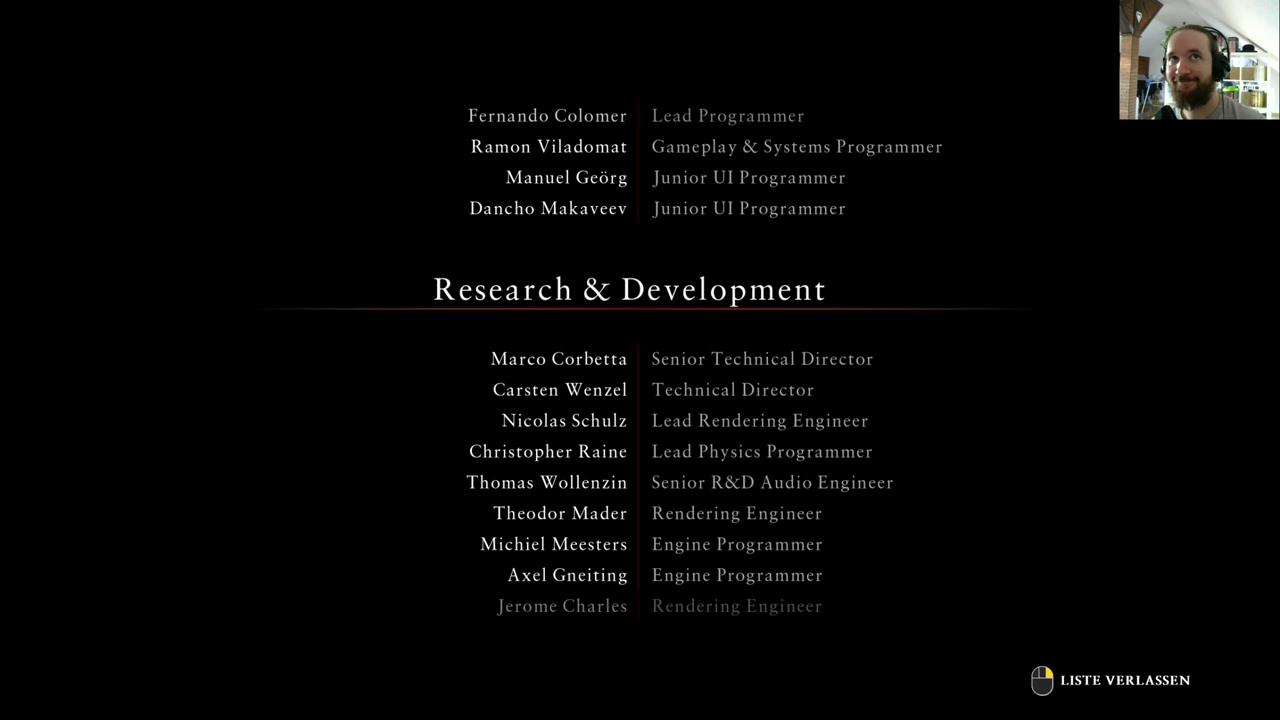 Fernando Colomer Lead Programmer
Ramon Viladomat Gameplay & Systems Programmer
Manuel Geörg Junior UI Programmer
Dancho Makaveev Junior UI Programmer
Research & Development
Marco Corbetta Senior Technical Director
Carsten Wenzel Technical Director
Nicolas Schulz Lead Rendering Engineer
Christopher Raine Lead Physics Programmer
Thomas Wollenzin Senior R&D Audio Engineer
Theodor Mader Rendering Engineer
Michiel Meesters Engine Programmer
Axel Gneiting Engine Programmer
Jerome Charles Rendering Engineer
LISTE VERLASSEN